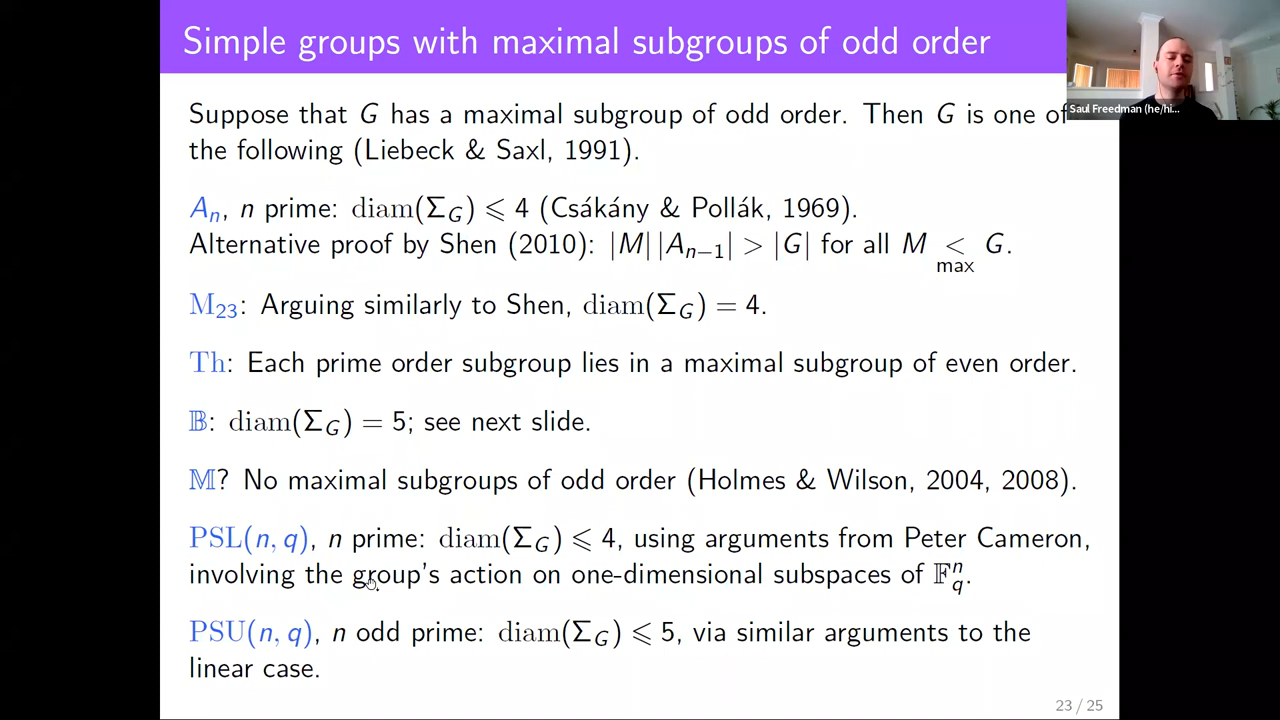 Simple groups with maximal subgroups of odd order
Saul Freedman (he/hi...
Suppose that G has a maximal subgroup of odd order. Then G is one of
the following (Liebeck & Saxl, 1991).
Aₙ, n prime: diam(Σ_G) ⩽ 4 (Csákány & Pollák, 1969).
Alternative proof by Shen (2010): |M||Aₙ₋₁| > |G| for all M < G.
max
M₂₃: Arguing similarly to Shen, diam(Σ_G) = 4.
Th: Each prime order subgroup lies in a maximal subgroup of even order.
𝔹: diam(Σ_G) = 5; see next slide.
𝕄? No maximal subgroups of odd order (Holmes & Wilson, 2004, 2008).
PSL(n, q), n prime: diam(Σ_G) ⩽ 4, using arguments from Peter Cameron,
involving the group's action on one-dimensional subspaces of 𝔽_q^n.
PSU(n, q), n odd prime: diam(Σ_G) ⩽ 5, via similar arguments to the
linear case.
23 / 25